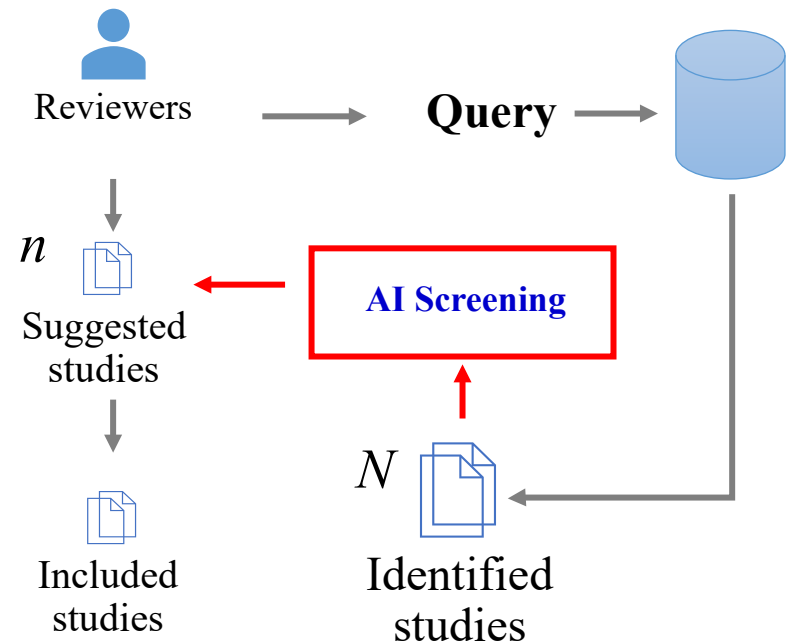 Reviewers
Query
n
AI Screening
Suggested
studies
N
Identified
studies
Included
studies